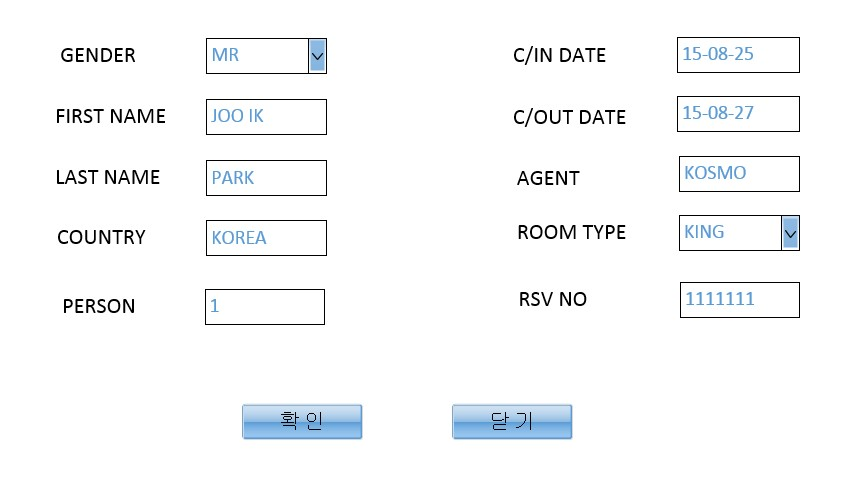 GENDER MR C/IN DATE 15-08-25
FIRST NAME JOO IK C/OUT DATE 15-08-27
LAST NAME PARK AGENT KOSMO
COUNTRY KOREA ROOM TYPE KING
PERSON 1 RSV NO 1111111
확 인 닫 기